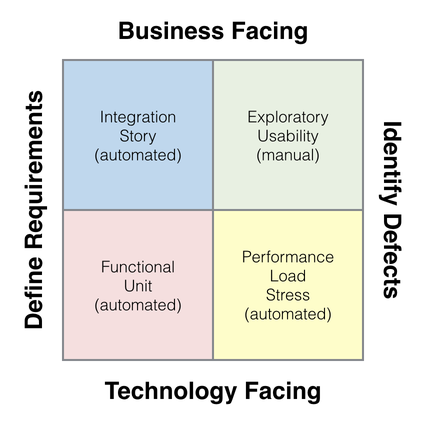 Business Facing
Define Requirements
Integration
Story
(automated)
Exploratory
Usability
(manual)
Identify Defects
Functional
Unit
(automated)
Performance
Load
Stress
(automated)
Technology Facing